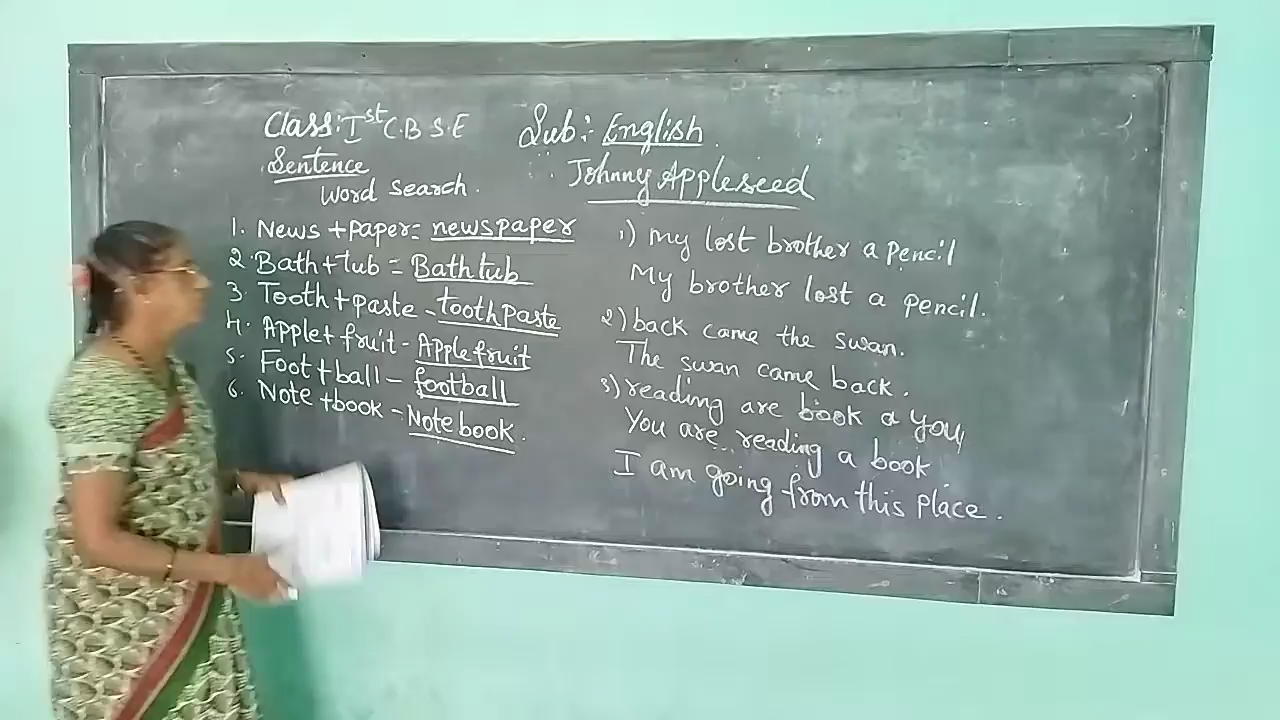 Class: Ist C.B.S.E
Sub:- English
Sentence
Johnny Appleseed
Word search.
1. News + paper = newspaper
2. Bath + tub = Bathtub
3. Tooth + paste - toothpaste
4. Apple + fruit - Applefruit
5. Foot + ball - football
6. Note + book - Notebook.
1) My lost brother a pencil
My brother lost a pencil.
2) back came the swan.
The swan came back.
3) reading are book a you
You are reading a book
I am going from this place.